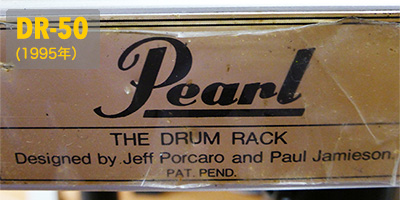 DR-50
(1995年)
Pearl
THE DRUM RACK
Designed by Jeff Porcaro and Paul Jamieson
PAT. PEND.